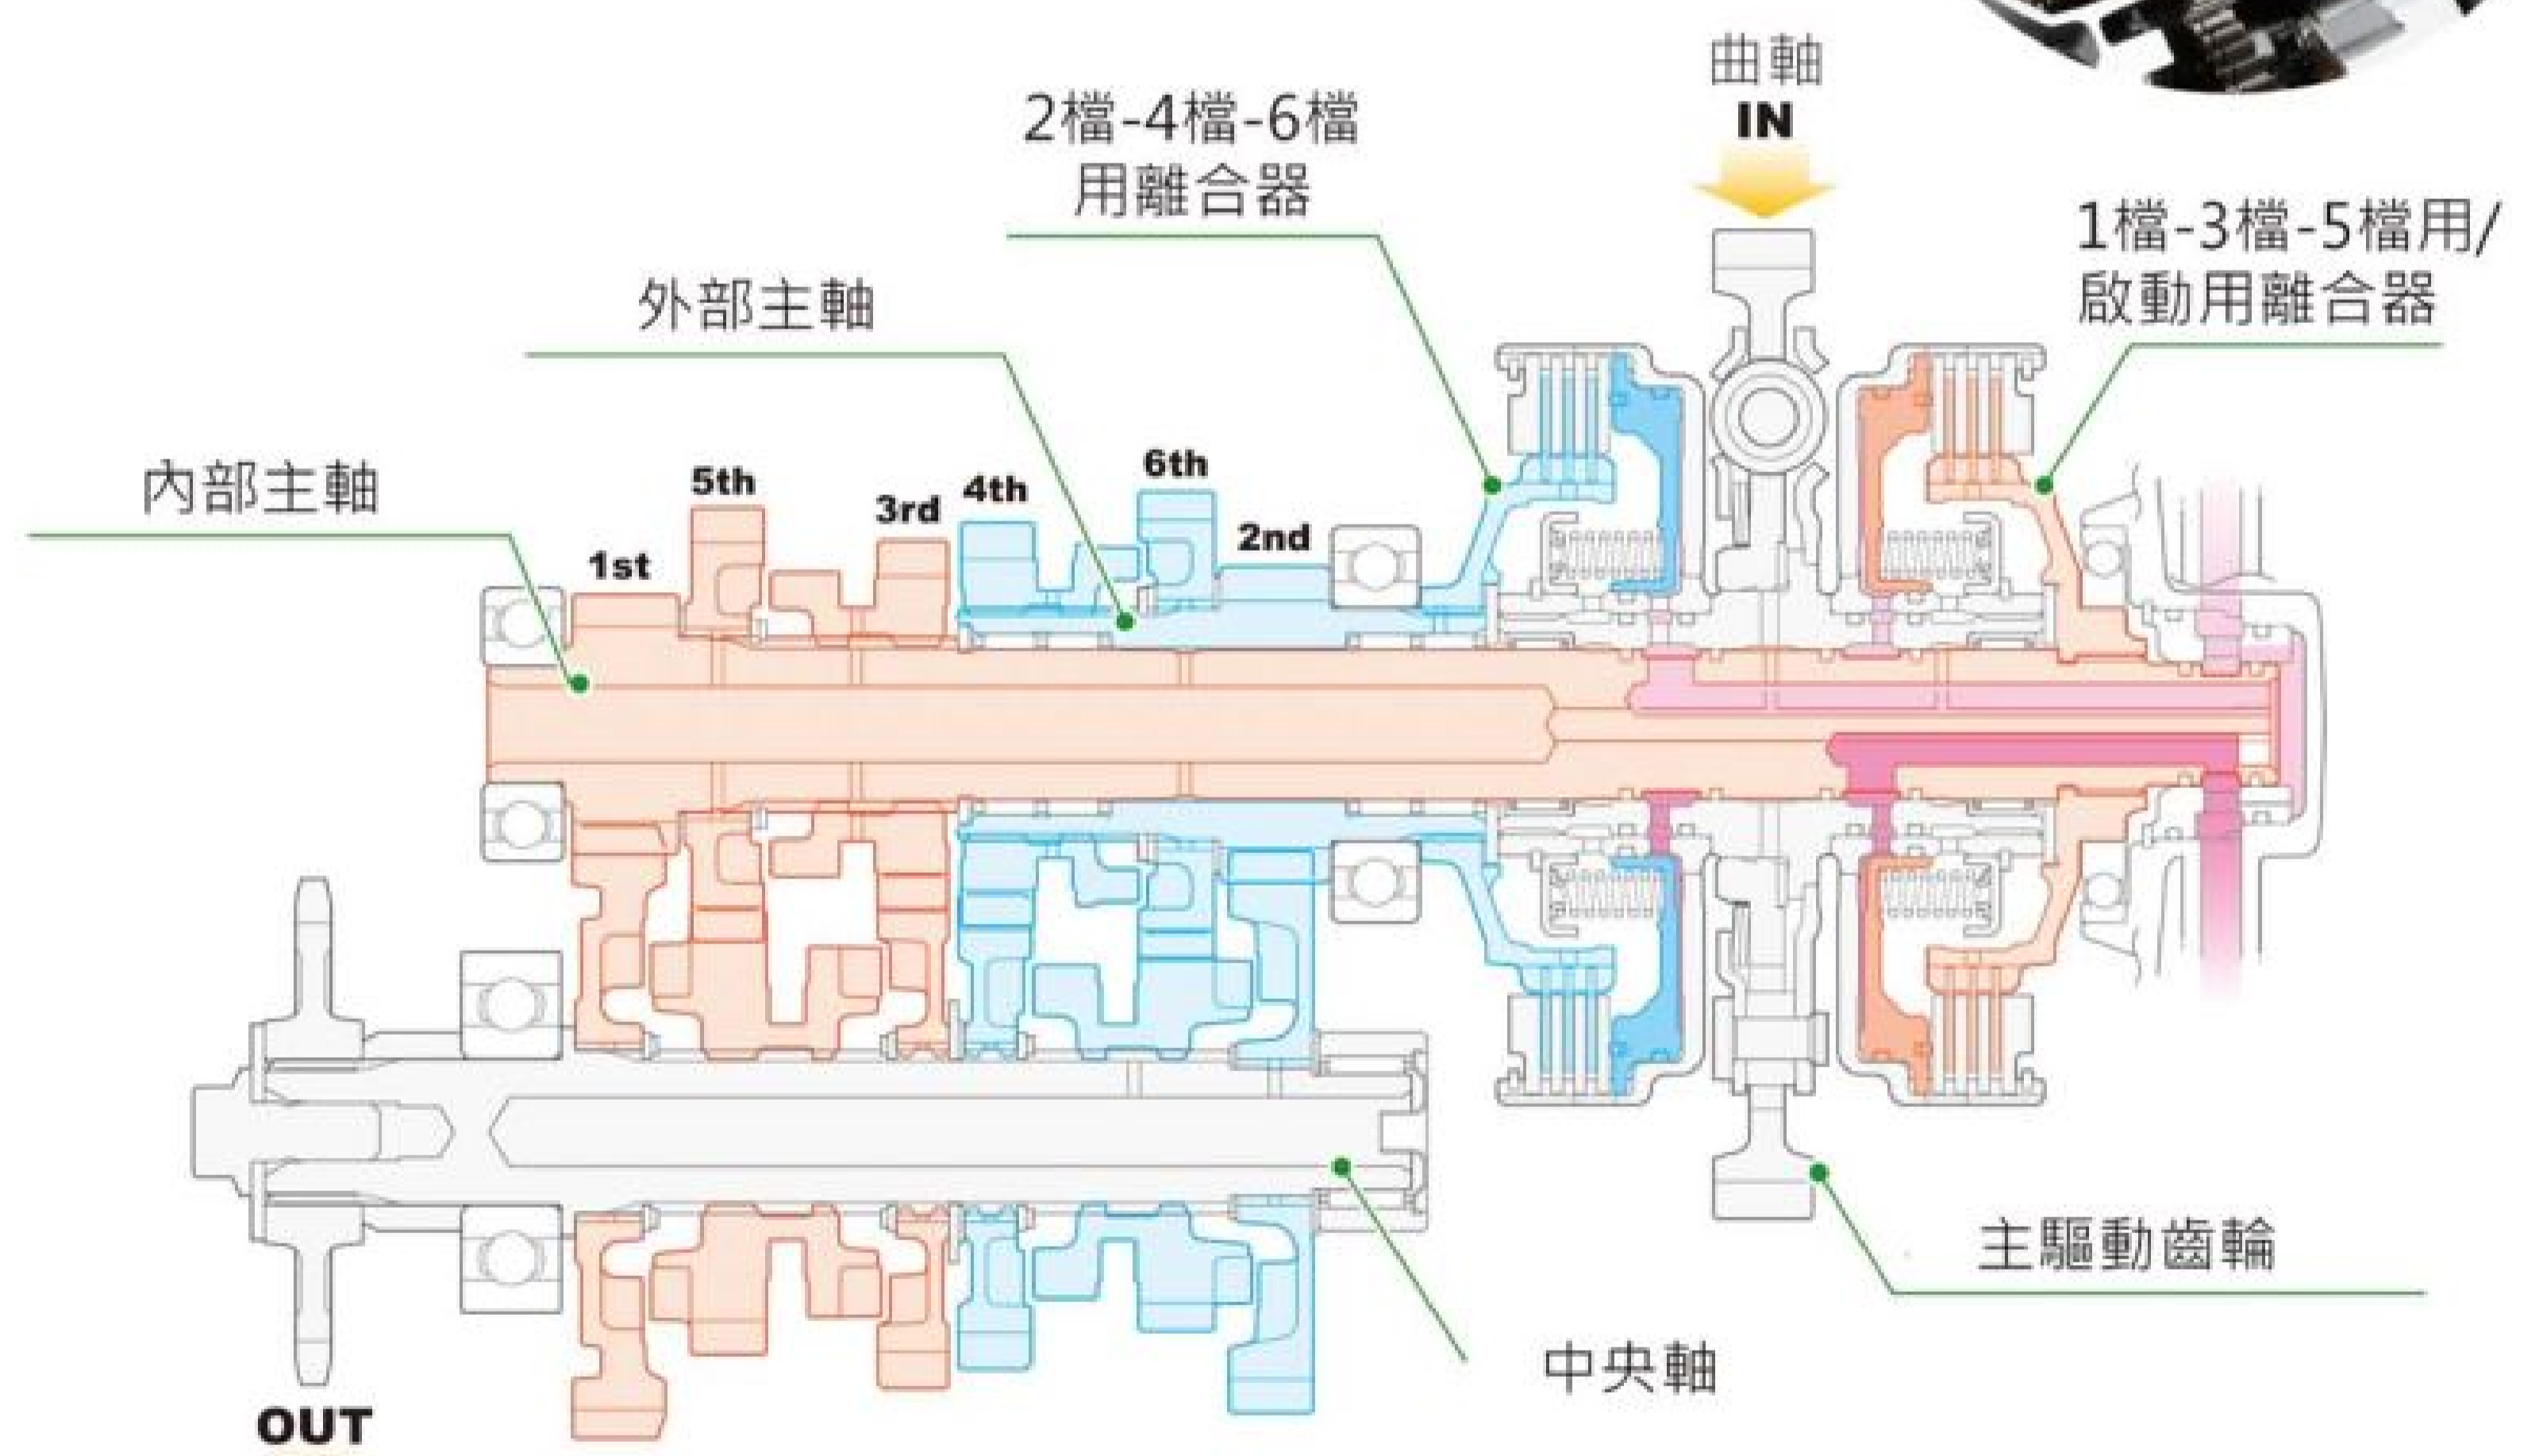 曲軸
IN
2檔-4檔-6檔
用離合器
1檔-3檔-5檔用/
啟動用離合器
外部主軸
內部主軸
5th
6th
3rd
4th
2nd
1st
主驅動齒輪
中央軸
OUT